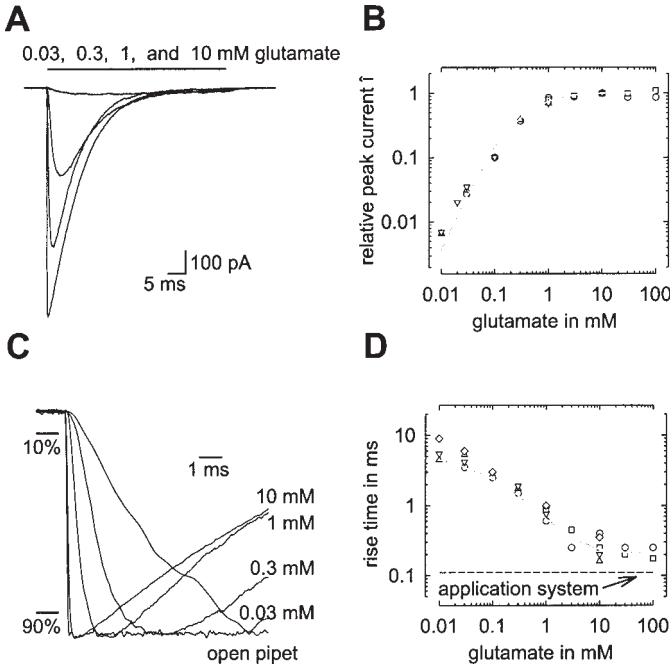 A
0.03, 0.3, 1, and 10 mM glutamate
100 pA
5 ms
B
relative peak current î
1
0.1
0.01
0.01 0.1 1 10 100
glutamate in mM
C
10%
90%
1 ms
10 mM
1 mM
0.3 mM
0.03 mM
open pipet
D
rise time in ms
10
1
0.1
application system
0.01 0.1 1 10 100
glutamate in mM